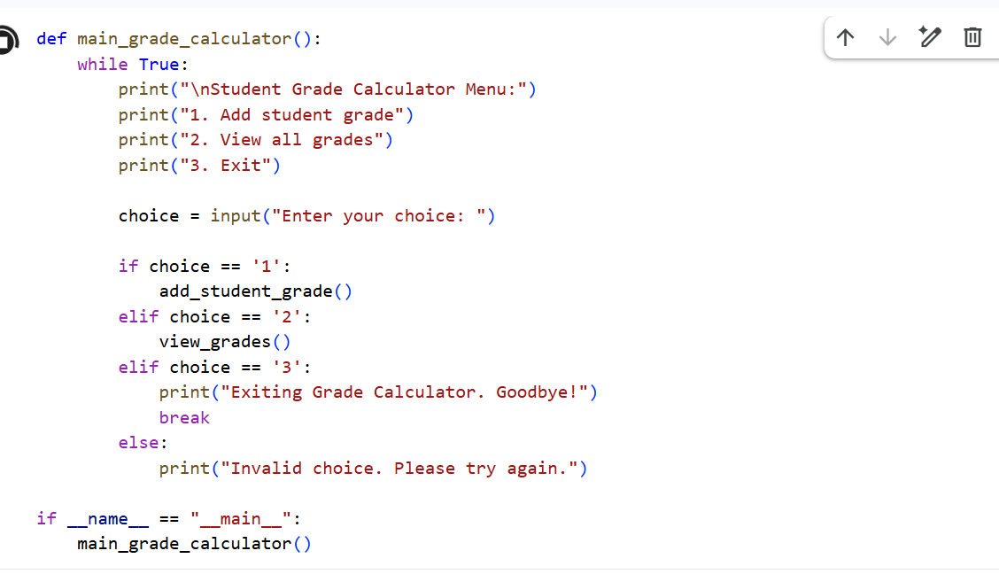 def main_grade_calculator():
    while True:
        print("\nStudent Grade Calculator Menu:")
        print("1. Add student grade")
        print("2. View all grades")
        print("3. Exit")

        choice = input("Enter your choice: ")

        if choice == '1':
            add_student_grade()
        elif choice == '2':
            view_grades()
        elif choice == '3':
            print("Exiting Grade Calculator. Goodbye!")
            break
        else:
            print("Invalid choice. Please try again.")

if __name__ == "__main__":
    main_grade_calculator()